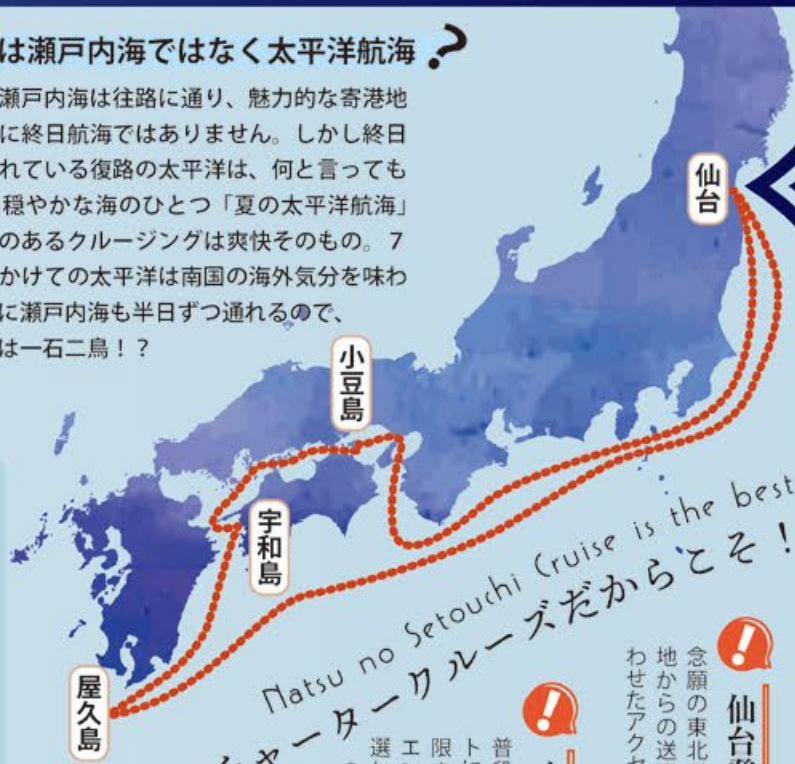 は瀬戸内海ではなく太平洋航海?
瀬戸内海は往路に通り、魅力的な寄港地
に終日航海ではありません。しかし終日
れている復路の太平洋は、何と言っても
穏やかな海のひとつ「夏の太平洋航海」
のあるクルージングは爽快そのもの。7
かけての太平洋は南国の海外気分を味わ
に瀬戸内海も半日ずつ通れるので、
は一石二鳥!?
仙台
小豆島
宇和島
屋久島
Natsu no Setouchi Cruise is the best
チャータークルーズだからこそ!
!
仙台発
念願の東北
地からの送
わせたアクセ
!
普段
トに
限
エ
選